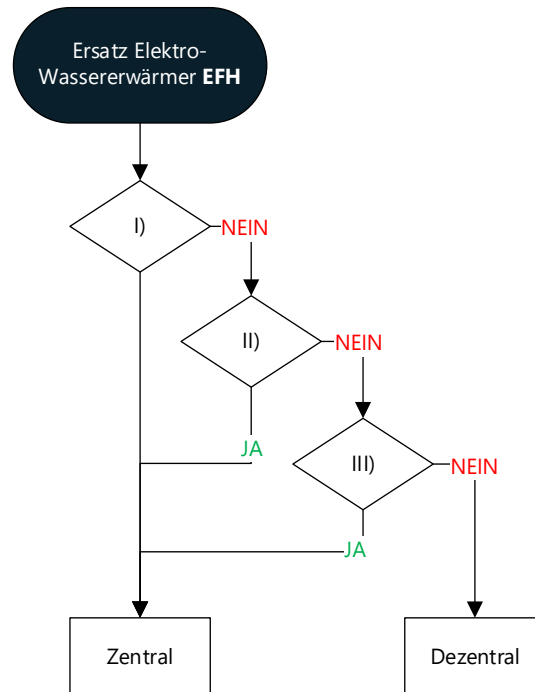 Ersatz Elektro-
Wassererwärmer EFH
I)
NEIN
II)
NEIN
JA
III)
NEIN
JA
Zentral
Dezentral